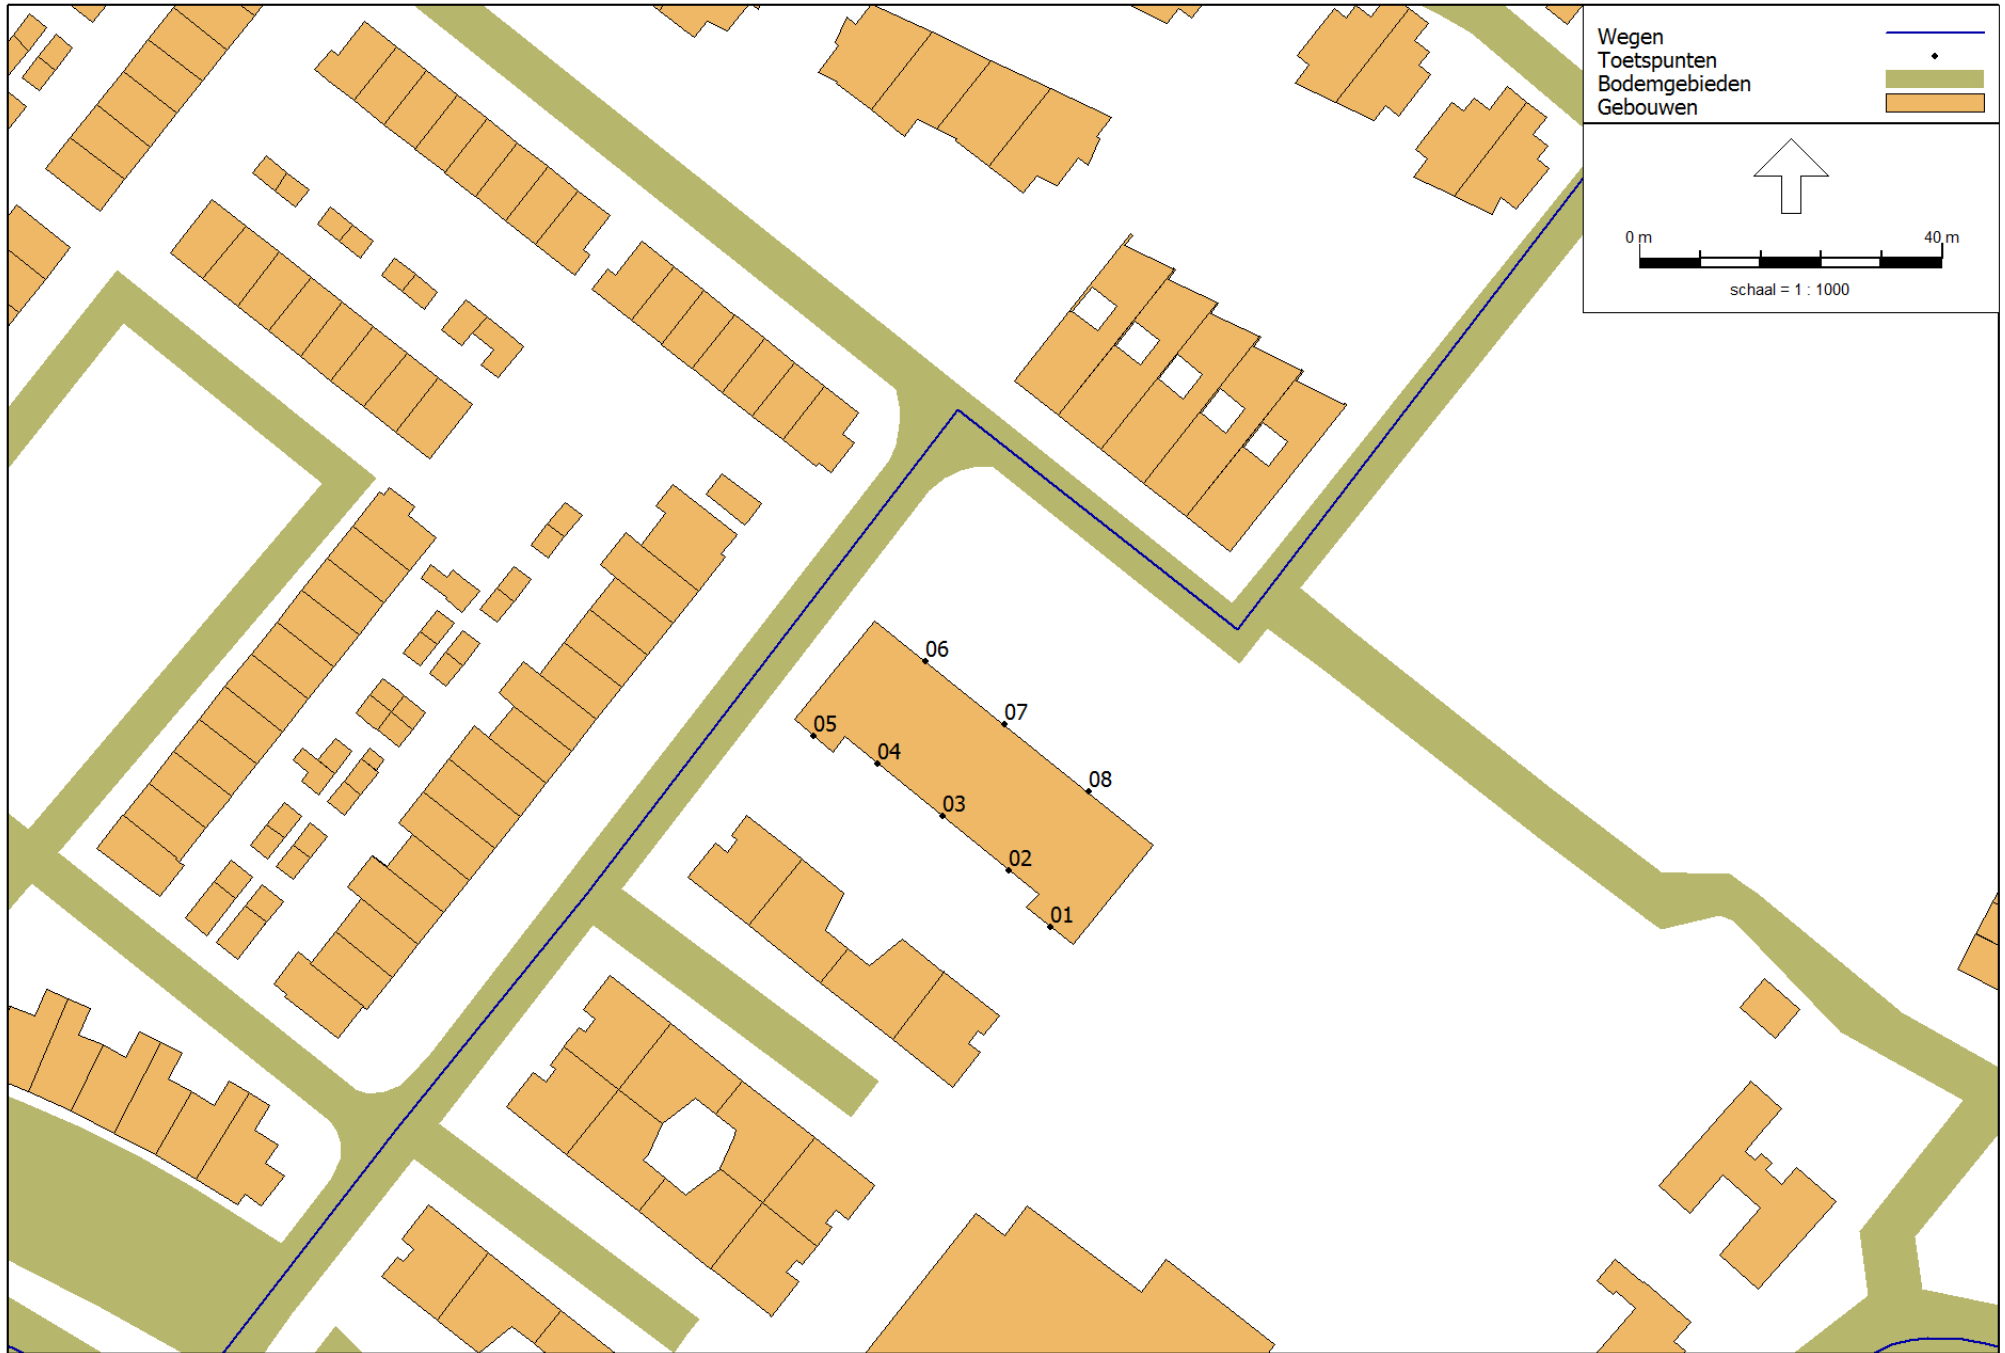 Wegen
Toetspunten
Bodemgebieden
Gebouwen
0 m 40 m
schaal = 1 : 1000
06
07
05
04
08
03
02
01